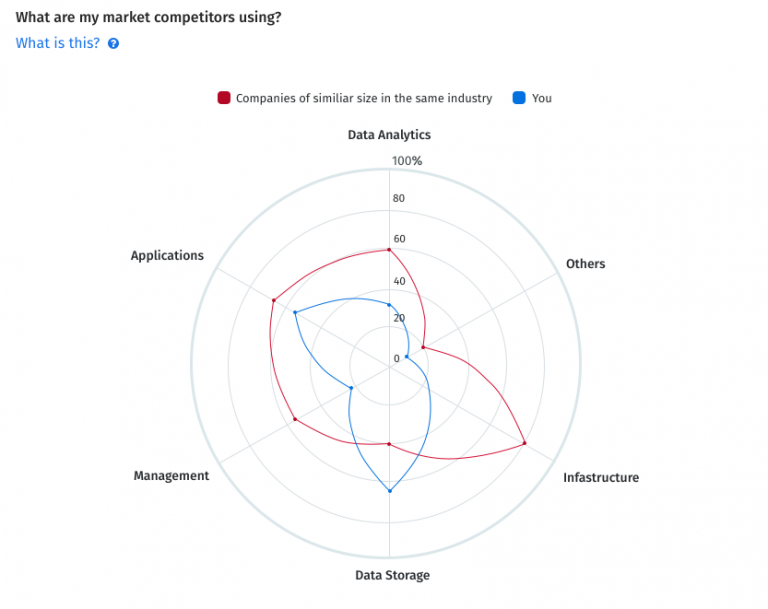 What are my market competitors using?
What is this? ?
Companies of similiar size in the same industry
You
Data Analytics
100%
80
60
40
20
0
Applications
Others
Management
Infastructure
Data Storage